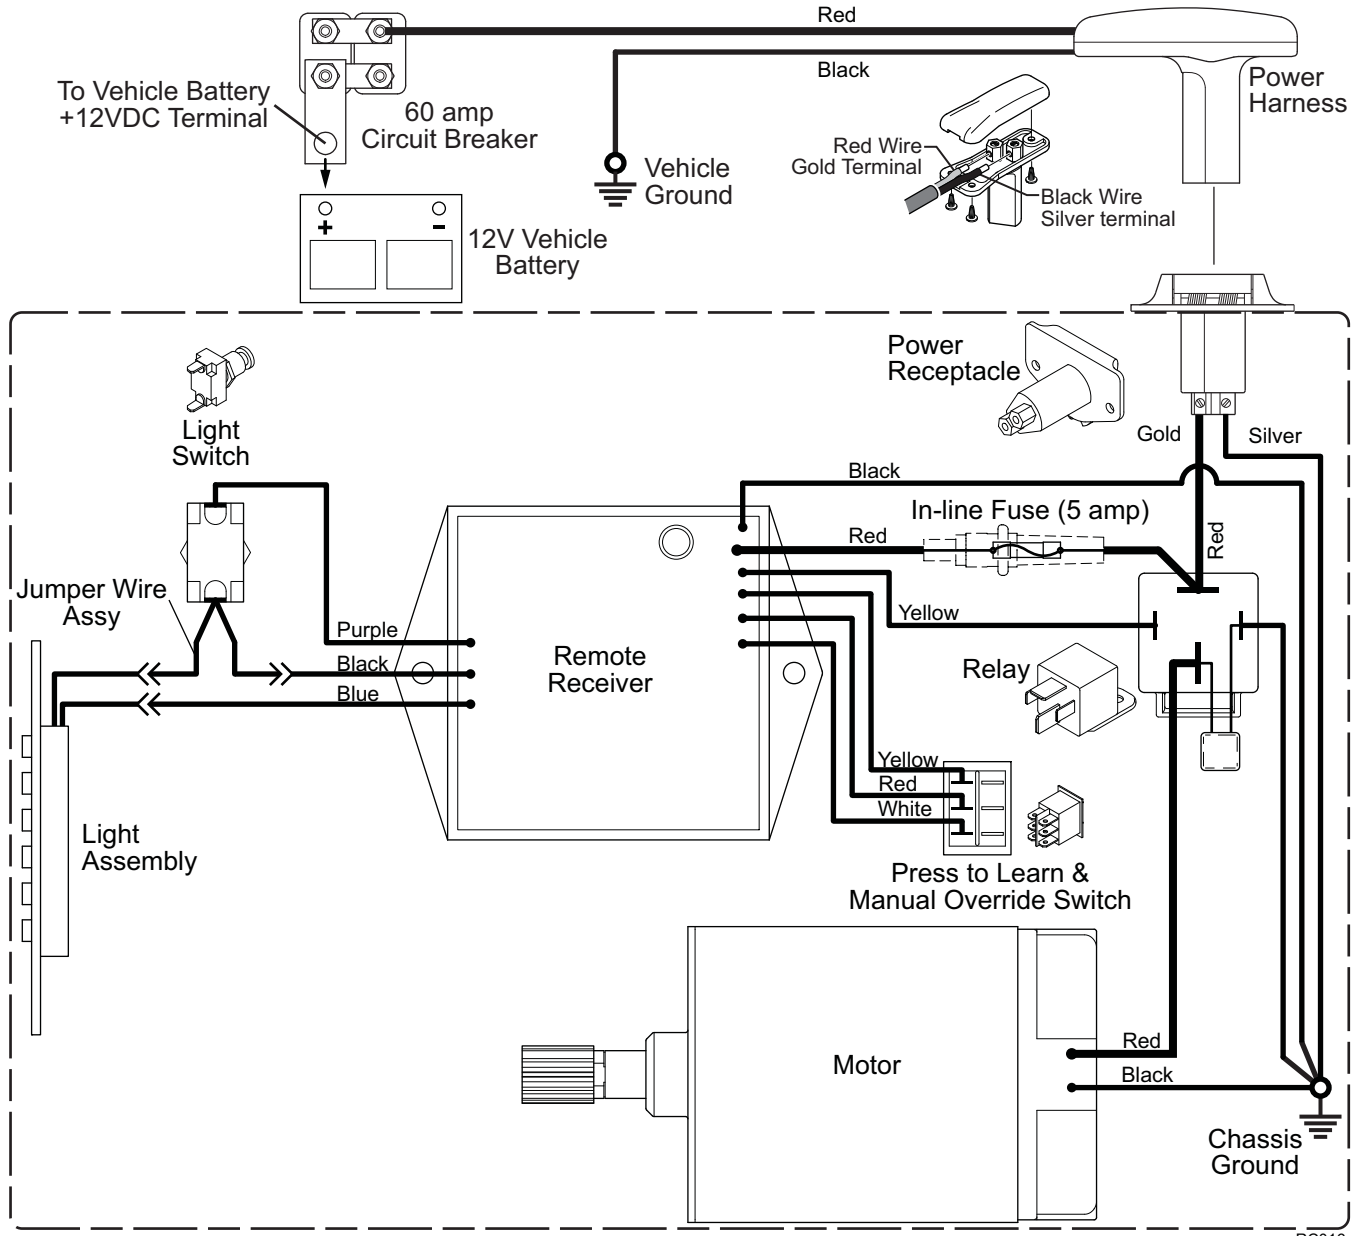 Red
Black
Power
Harness
To Vehicle Battery
+12VDC Terminal
60 amp
Circuit Breaker
Red Wire
Gold Terminal
Vehicle
Ground
Black Wire
Silver terminal
+
-
12V Vehicle
Battery
Power
Receptacle
Light
Switch
Gold
Silver
Black
In-line Fuse (5 amp)
Red
Red
Jumper Wire
Assy
Yellow
Purple
Black
Blue
Remote
Receiver
Relay
Yellow
Red
White
Light
Assembly
Press to Learn &
Manual Override Switch
Motor
Red
Black
Chassis
Ground